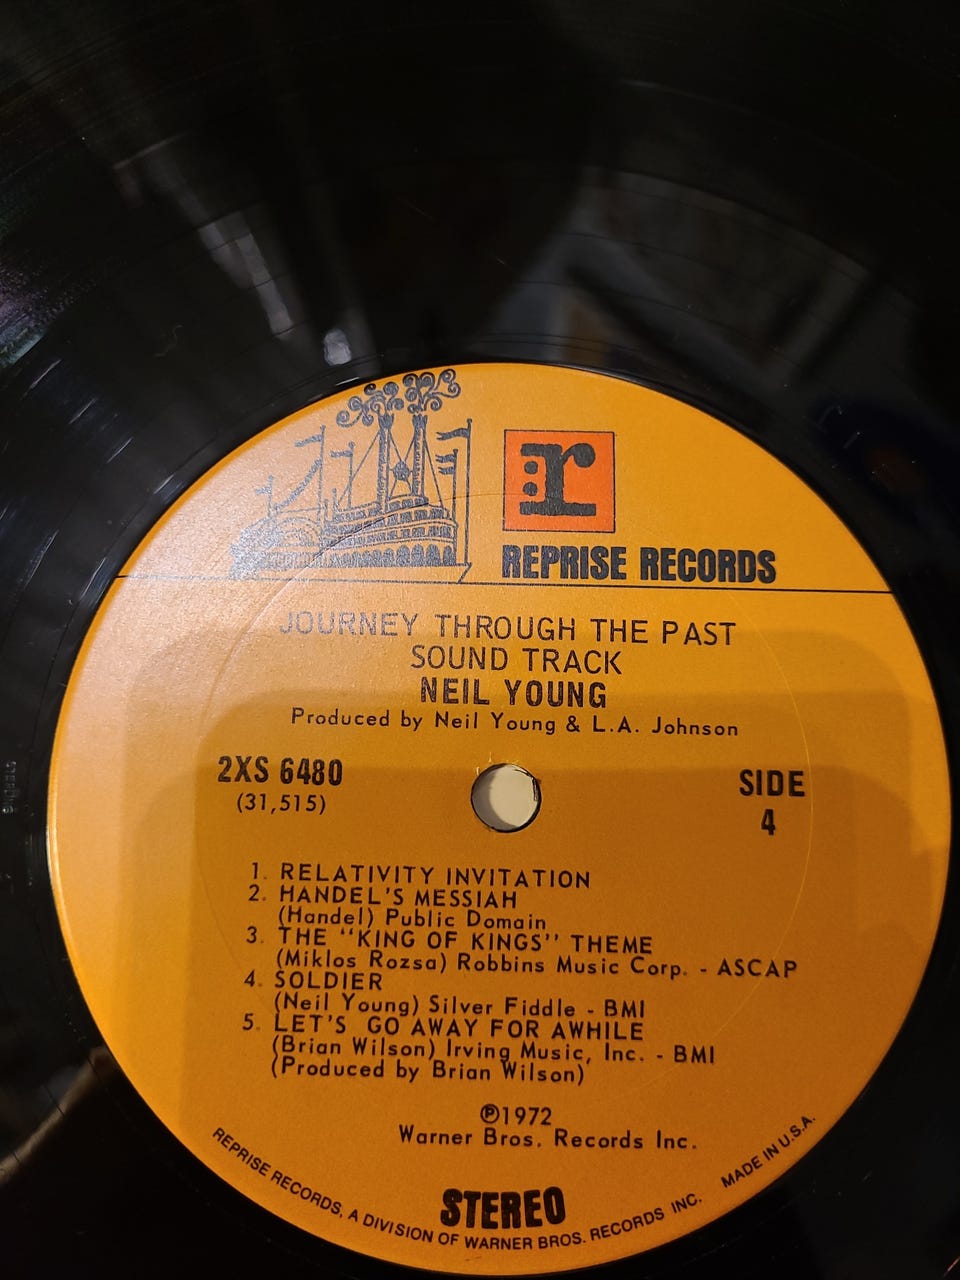 r
REPRISE RECORDS
JOURNEY THROUGH THE PAST
SOUND TRACK
NEIL YOUNG
Produced by Neil Young & L.A. Johnson
2XS 6480
(31,515)
SIDE
4
1. RELATIVITY INVITATION
2. HANDEL'S MESSIAH
(Handel) Public Domain
3. THE “KING OF KINGS” THEME
(Miklos Rozsa) Robbins Music Corp. - ASCAP
4. SOLDIER
(Neil Young) Silver Fiddle - BMI
5. LET'S GO AWAY FOR AWHILE
(Brian Wilson) Irving Music, Inc. - BMI
(Produced by Brian Wilson)
Ⓟ1972
Warner Bros. Records Inc.
STEREO
REPRISE RECORDS, A DIVISION OF WARNER BROS. RECORDS INC. MADE IN U.S.A.